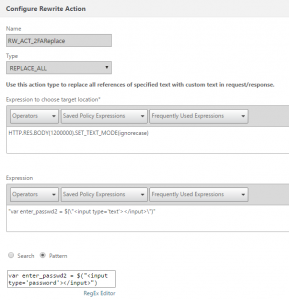 Configure Rewrite Action
Name
RW_ACT_2FAReplace
Type
REPLACE_ALL
Use this action type to replace all references of specified text with custom text in request/response.
Expression to choose target location*
Operators Saved Policy Expressions Frequently Used Expressions
HTTP.RES.BODY(1200000).SET_TEXT_MODE(ignorecase)
Expression
Operators Saved Policy Expressions Frequently Used Expressions
"var enter_passwd2 = $(\"<input type='text'></input>\")"
Search Pattern
var enter_passwd2 = $("<input
type='password'></input>")
RegEx Editor